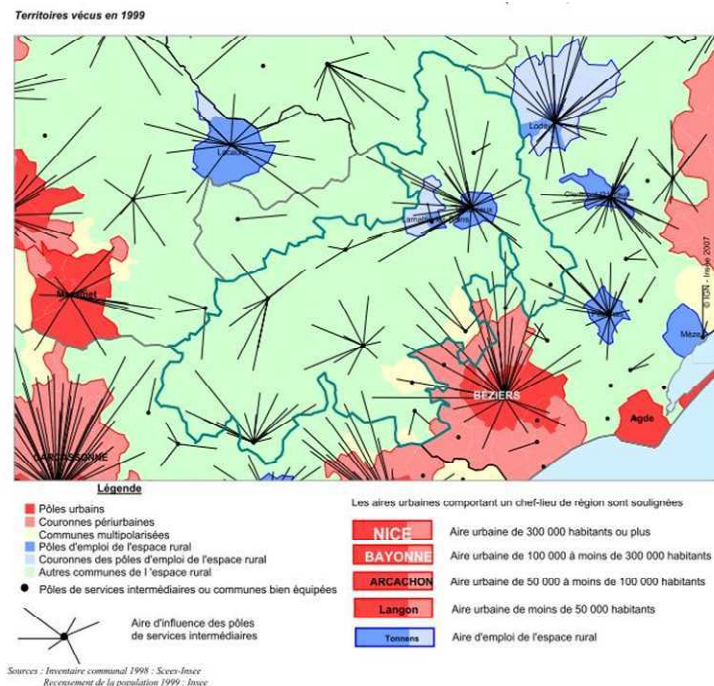 Territoires vécus en 1999
Lodève
BÉZIERS
Agde
Mèze
CARCASSONNE
© IGN - Insee 2007
Légende
Pôles urbains
Couronnes périurbaines
Communes multipolarisées
Pôles d'emploi de l'espace rural
Couronnes des pôles d'emploi de l'espace rural
Autres communes de l'espace rural
Pôles de services intermédiaires ou communes bien équipées
Aire d'influence des pôles
de services intermédiaires
Les aires urbaines comportant un chef-lieu de région sont soulignées
NICE
Aire urbaine de 300 000 habitants ou plus
BAYONNE
Aire urbaine de 100 000 à moins de 300 000 habitants
ARCACHON
Aire urbaine de 50 000 à moins de 100 000 habitants
Langon
Aire urbaine de moins de 50 000 habitants
Tonnens
Aire d'emploi de l'espace rural
Sources : Inventaire communal 1998 : Scees-Insee
Recensement de la population 1999 : Insee